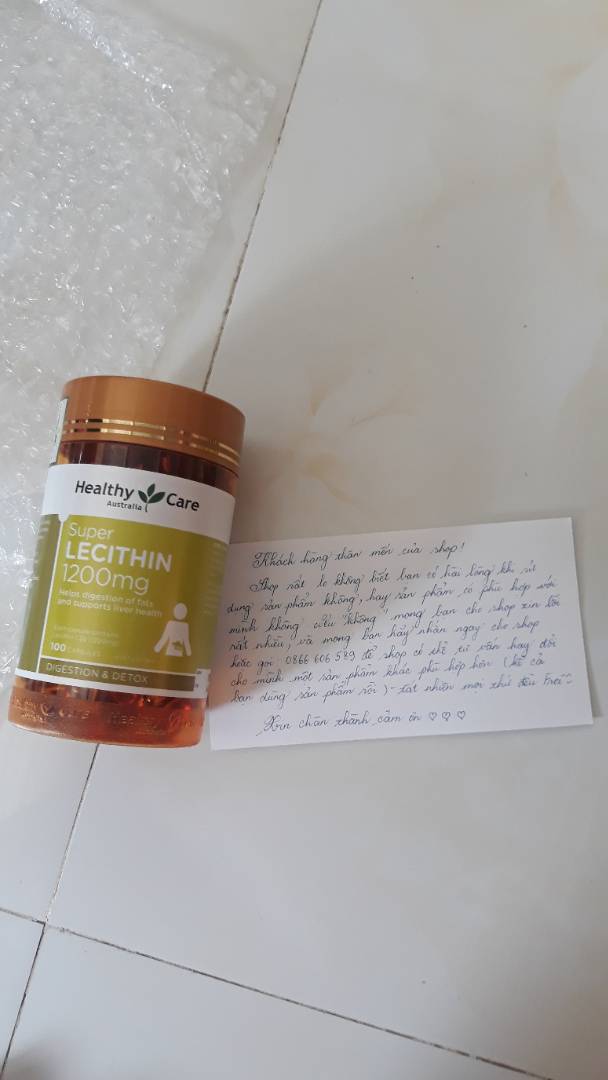 Healthy Care
Australia
Super
LECITHIN
1200mg
Helps digestion of fats
and supports liver health
100 CAPSULES
DIGESTION & DETOX
Khách hàng thân mến của shop!
Shop rất lo không biết bạn có hài lòng khi sử
dụng sản phẩm không, hay sản phẩm có phù hợp với
mình không. Nếu không mong bạn cho shop xin lỗi
rất nhiều, và mong bạn hãy nhắn ngay cho shop
hoặc gọi 0866 606 589 để shop có thể tư vấn hay đổi
cho mình một sản phẩm khác phù hợp hơn (kể cả
bạn dùng sản phẩm rồi) - tất nhiên mọi thứ đều free ^^
Xin chân thành cảm ơn ♡ ♡ ♡